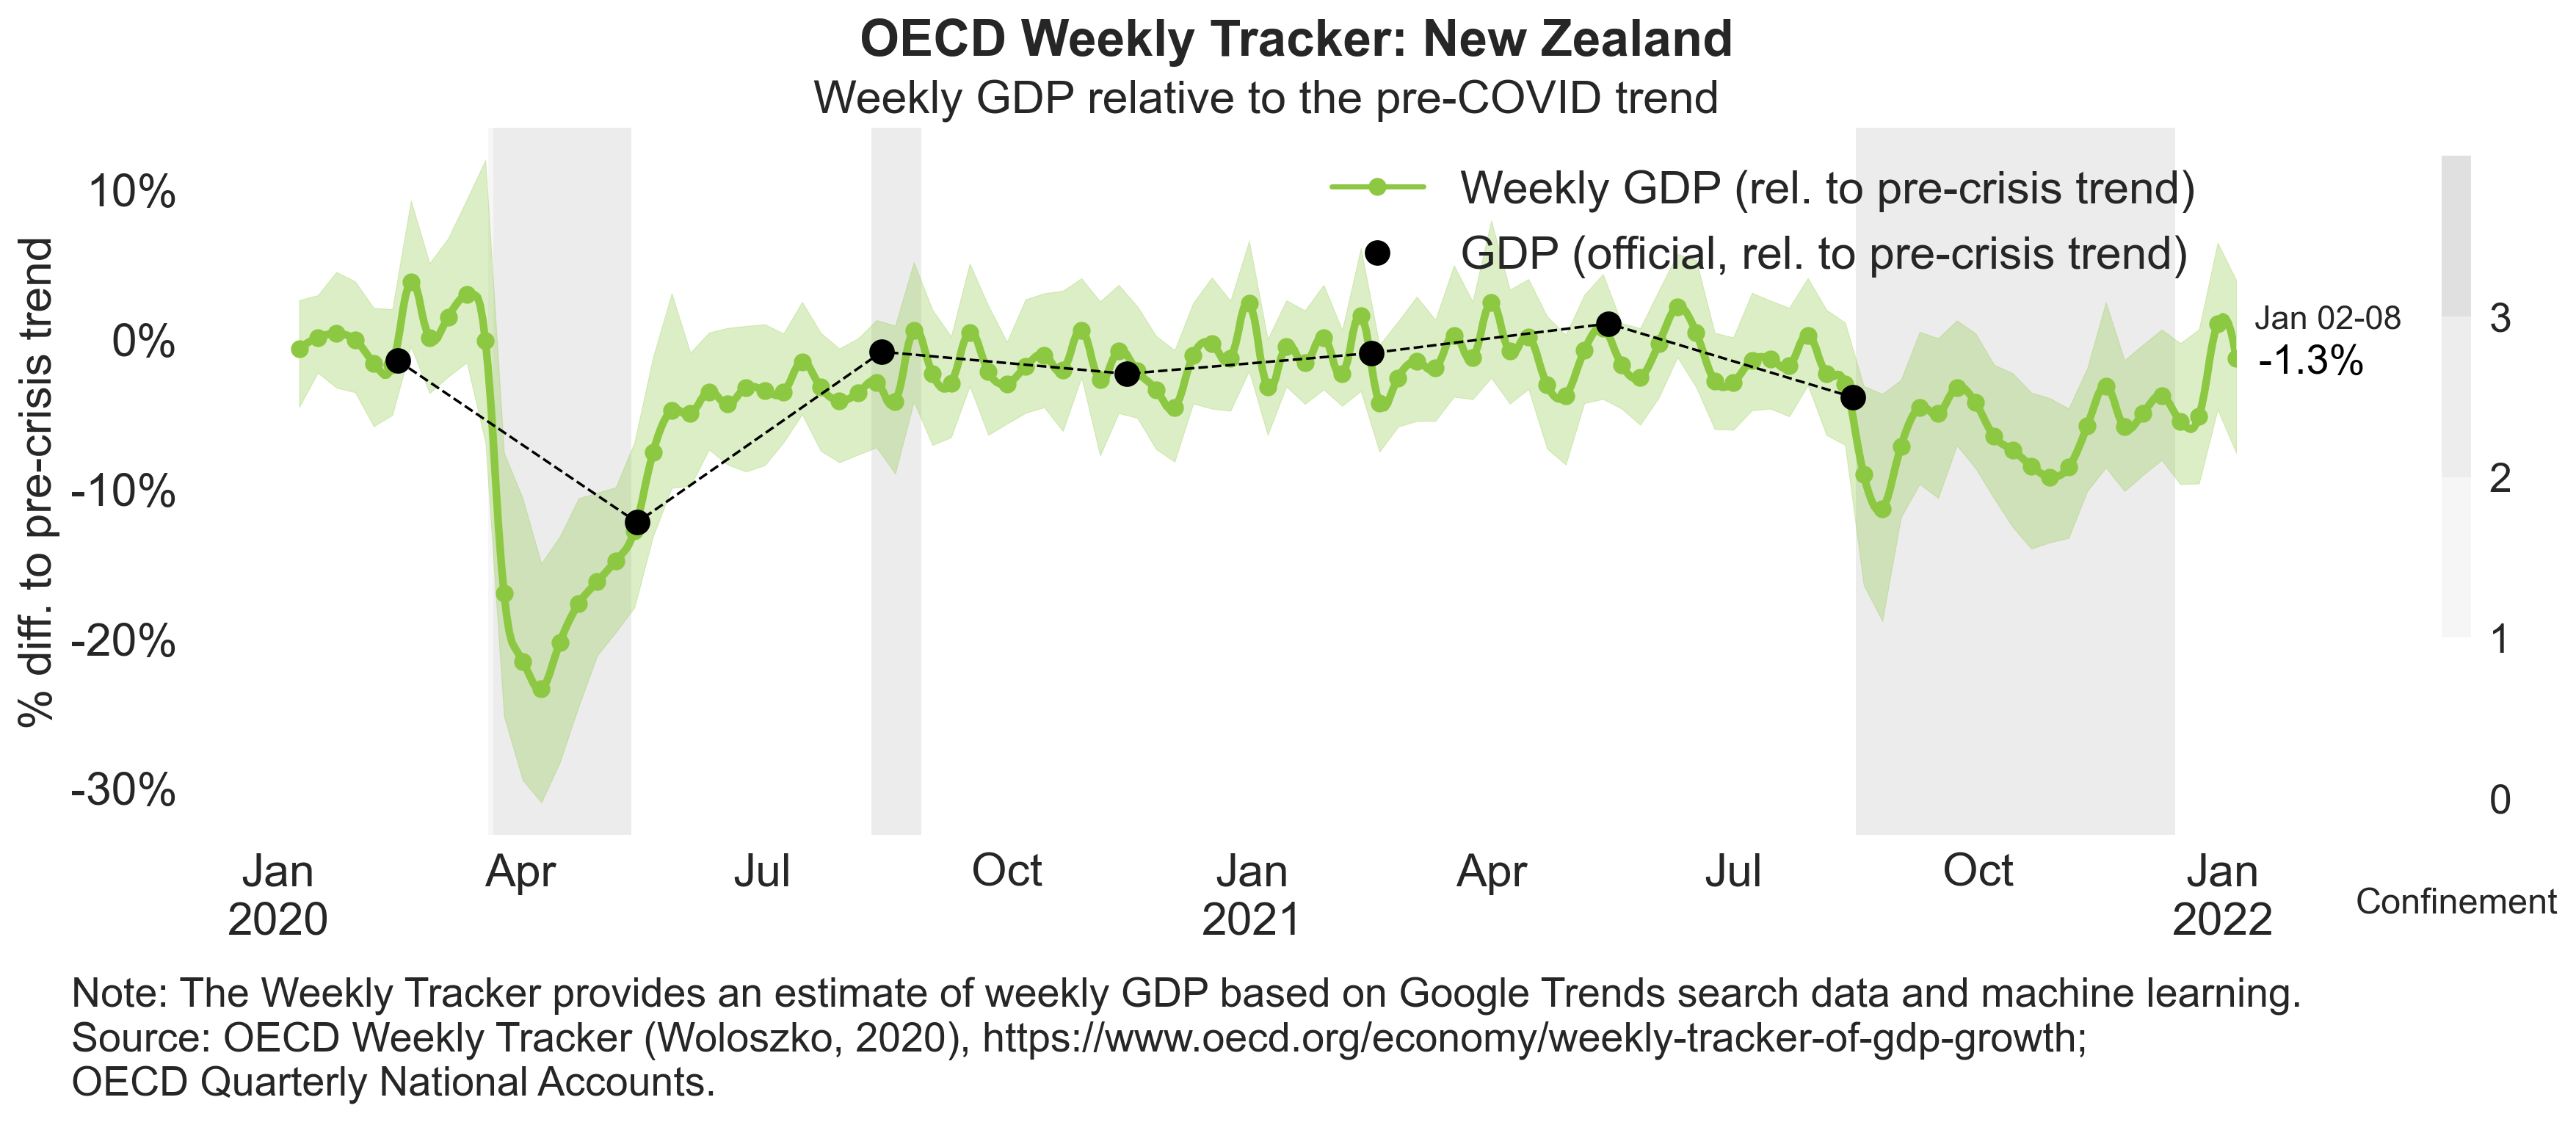 OECD Weekly Tracker: New Zealand
Weekly GDP relative to the pre-COVID trend
% diff. to pre-crisis trend
10%
0%
-10%
-20%
-30%
Weekly GDP (rel. to pre-crisis trend)
GDP (official, rel. to pre-crisis trend)
Jan 02-08
-1.3%
3
2
1
0
Confinement
Jan Apr Jul Oct Jan Apr Jul Oct Jan
2020 2021 2022
Note: The Weekly Tracker provides an estimate of weekly GDP based on Google Trends search data and machine learning.
Source: OECD Weekly Tracker (Woloszko, 2020), https://www.oecd.org/economy/weekly-tracker-of-gdp-growth;
OECD Quarterly National Accounts.